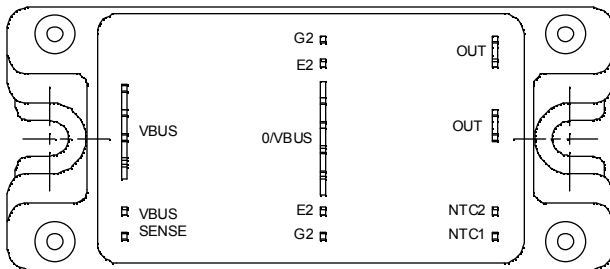 G2
OUT
E2
VBUS
0/VBUS
OUT
VBUS
SENSE
E2
NTC2
G2
NTC1